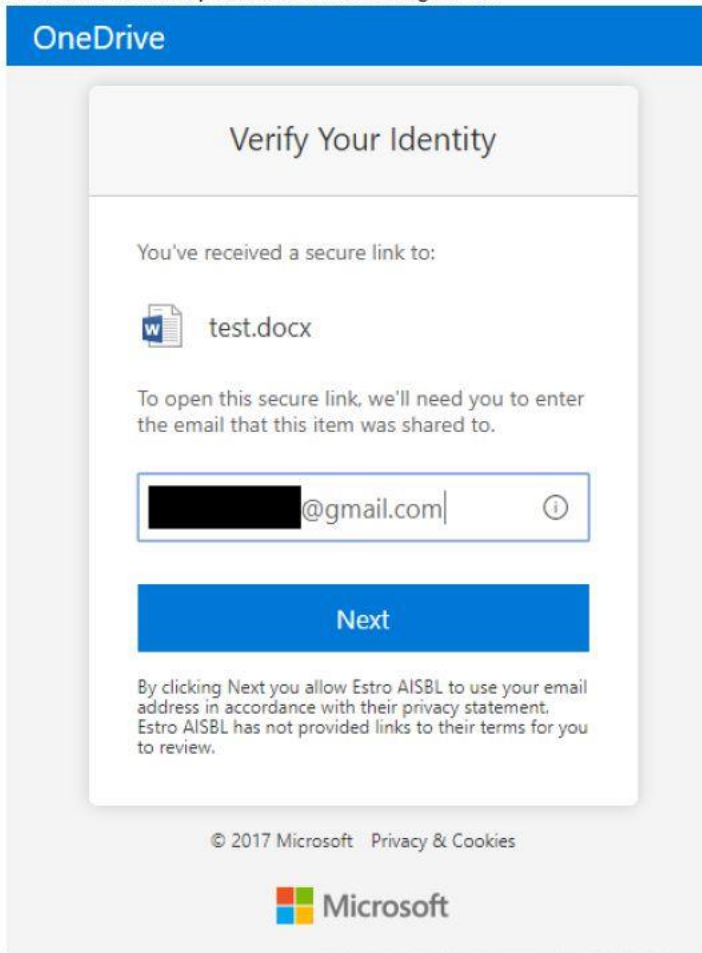 OneDrive
Verify Your Identity
You've received a secure link to:
test.docx
To open this secure link, we'll need you to enter
the email that this item was shared to.
@gmail.com
Next
By clicking Next you allow Estro AISBL to use your email
address in accordance with their privacy statement.
Estro AISBL has not provided links to their terms for you
to review.
© 2017 Microsoft Privacy & Cookies
Microsoft